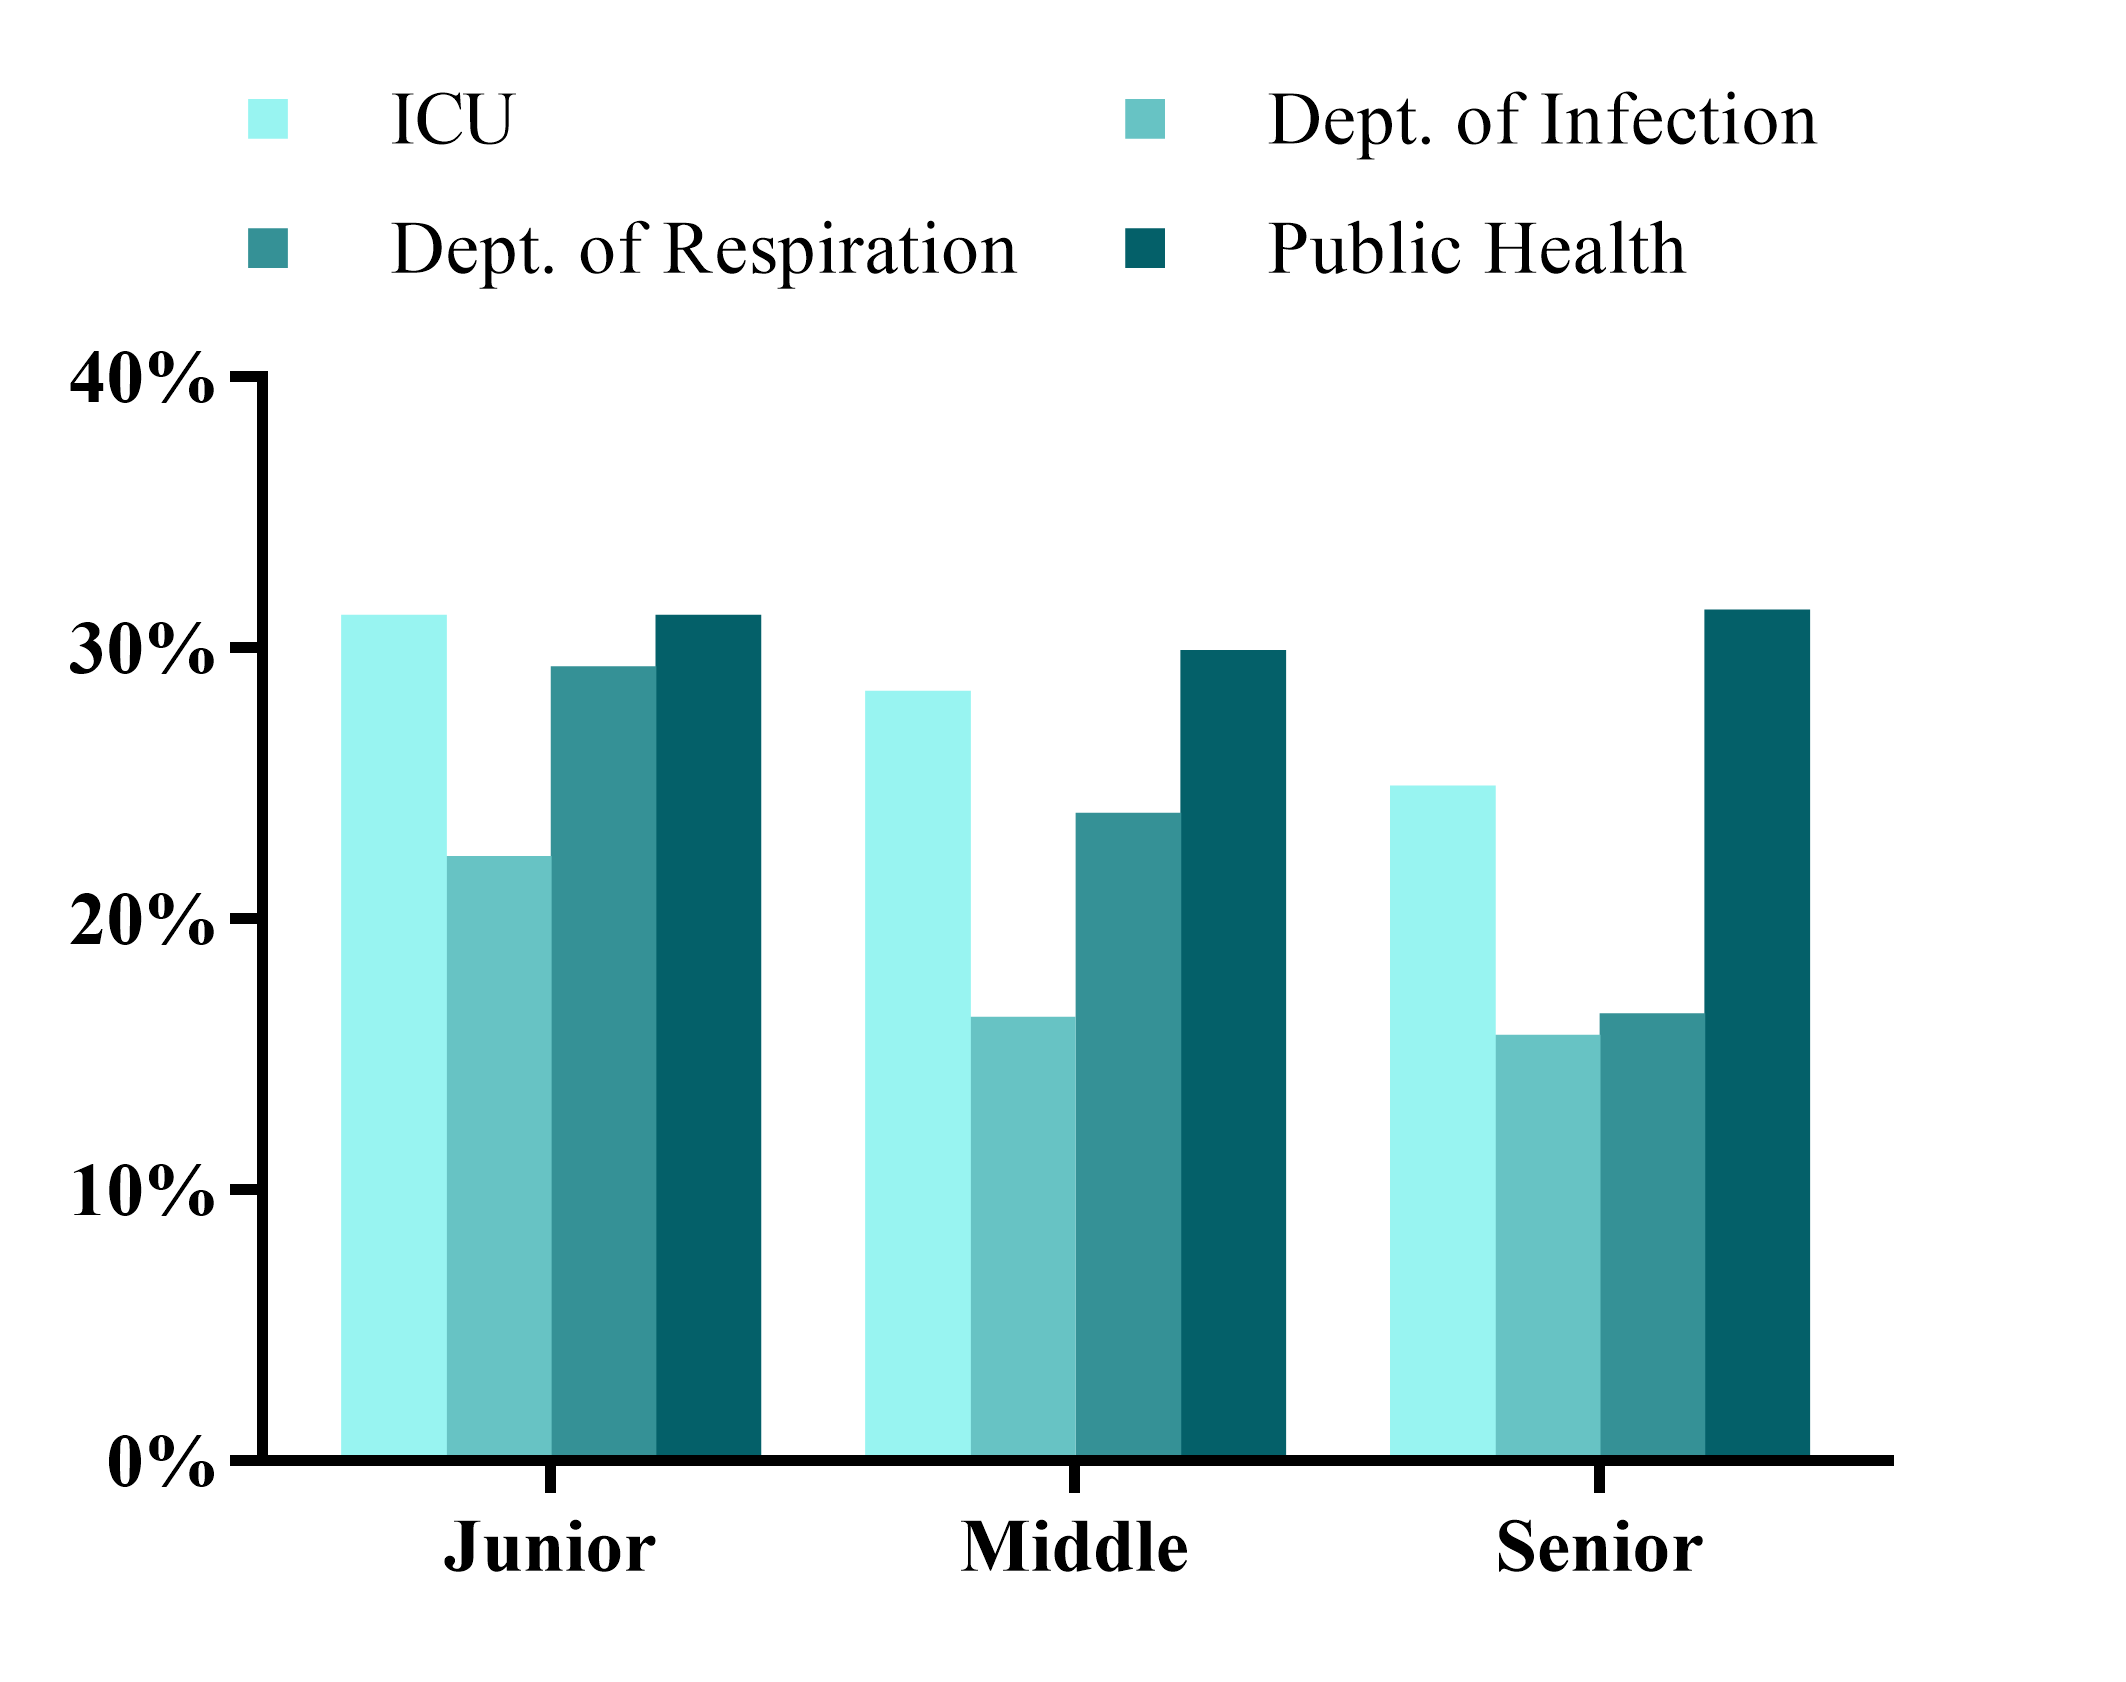 ICU
Dept. of Infection
Dept. of Respiration
Public Health
40%
30%
20%
10%
0%
Junior
Middle
Senior